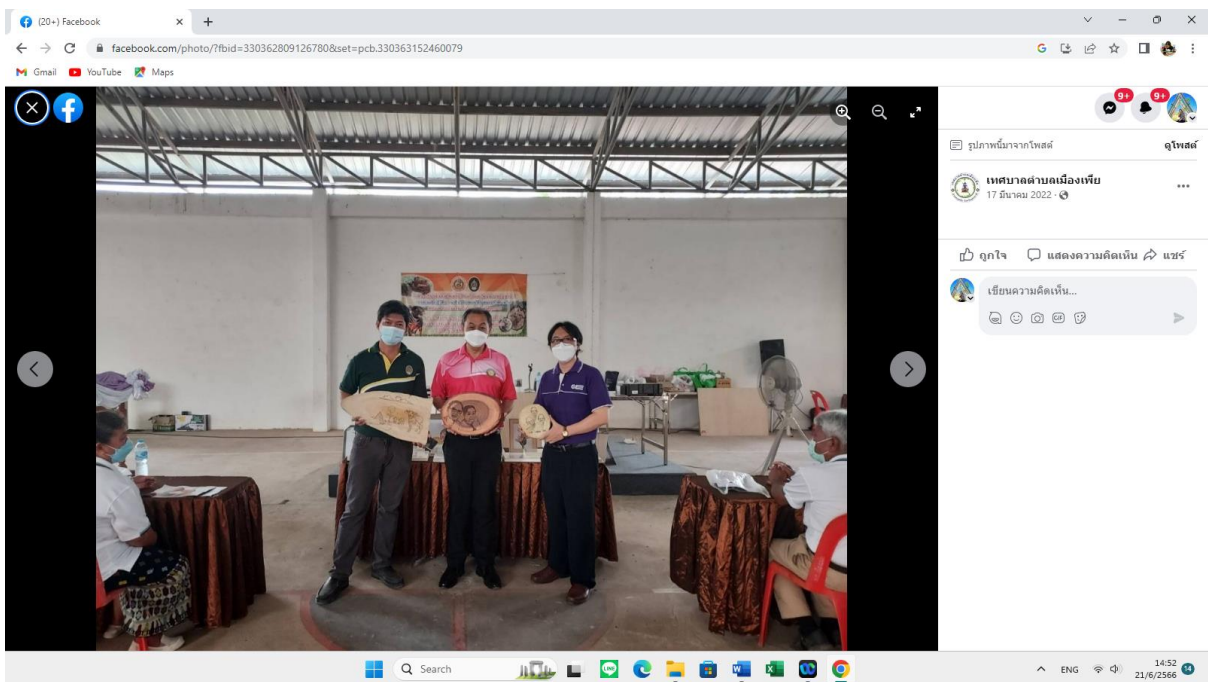 (20+) Facebook
facebook.com/photo/?fbid=330362809126780&set=pcb.330363152460079
Gmail YouTube Maps
9+ 9+
รูปภาพนี้มาจากโพสต์ ดูโพสต์
เทศบาลตำบลเมืองเพีย
17 มีนาคม 2022
ถูกใจ แสดงความคิดเห็น แชร์
เขียนความคิดเห็น...
GIF
Search
LINE
ENG
14:52
21/6/2566
14